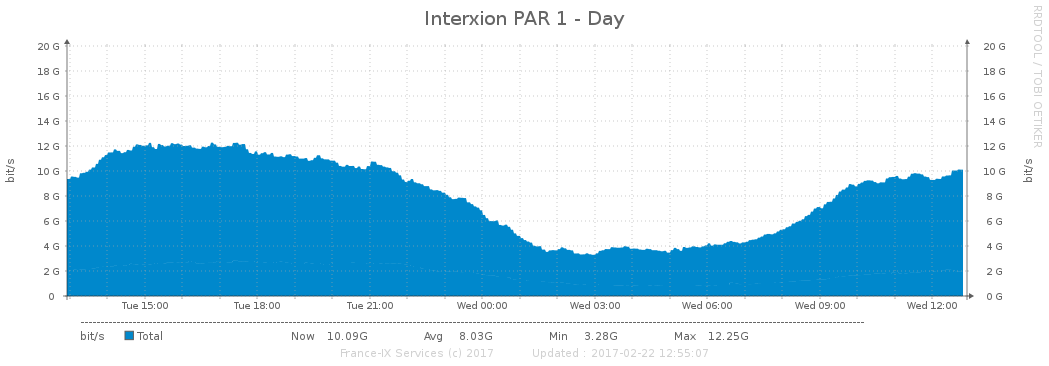 Interxion PAR 1 - Day
RRDTOOL / TOBI OETIKER
bit/s
20 G 20 G
18 G 18 G
16 G 16 G
14 G 14 G
12 G 12 G
10 G 10 G
8 G 8 G
6 G 6 G
4 G 4 G
2 G 2 G
0 0 G
bit/s
Tue 15:00 Tue 18:00 Tue 21:00 Wed 00:00 Wed 03:00 Wed 06:00 Wed 09:00 Wed 12:00
bit/s Total Now 10.09G Avg 8.03G Min 3.28G Max 12.25G
France-IX Services (c) 2017 Updated : 2017-02-22 12:55:07